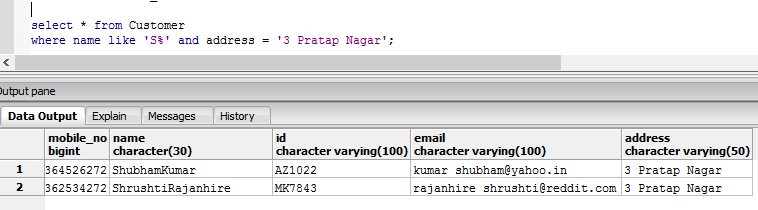 select * from Customer
where name like 'S%' and address = '3 Pratap Nagar';
Output pane
Data Output Explain Messages History
mobile_no name id email address
bigint character(30) character varying(100) character varying(100) character varying(50)
1 364526272 ShubhamKumar AZ1022 kumar shubham@yahoo.in 3 Pratap Nagar
2 362534272 ShrushtiRajanhire MK7843 rajanhire shrushti@reddit.com 3 Pratap Nagar